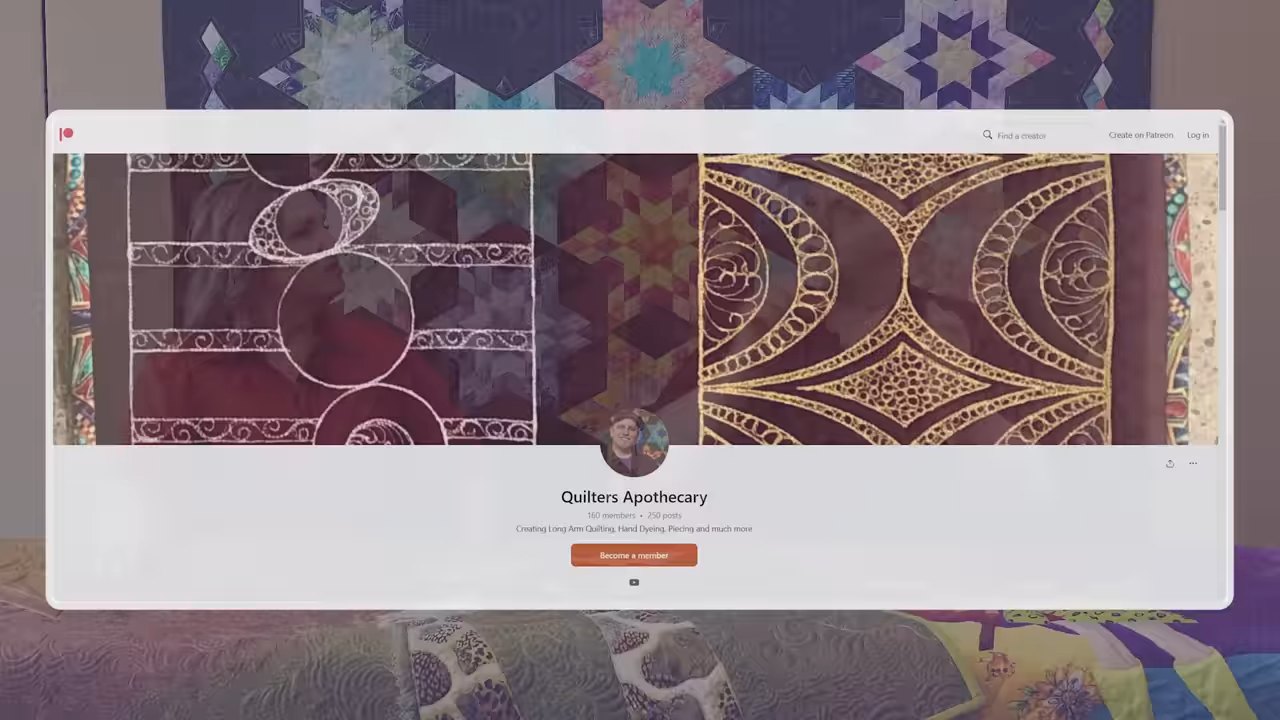 Find a creator
Create on Patreon
Log in
Quilters Apothecary
160 members • 250 posts
Creating Long Arm Quilting, Hand Dyeing, Piecing and much more
Become a member